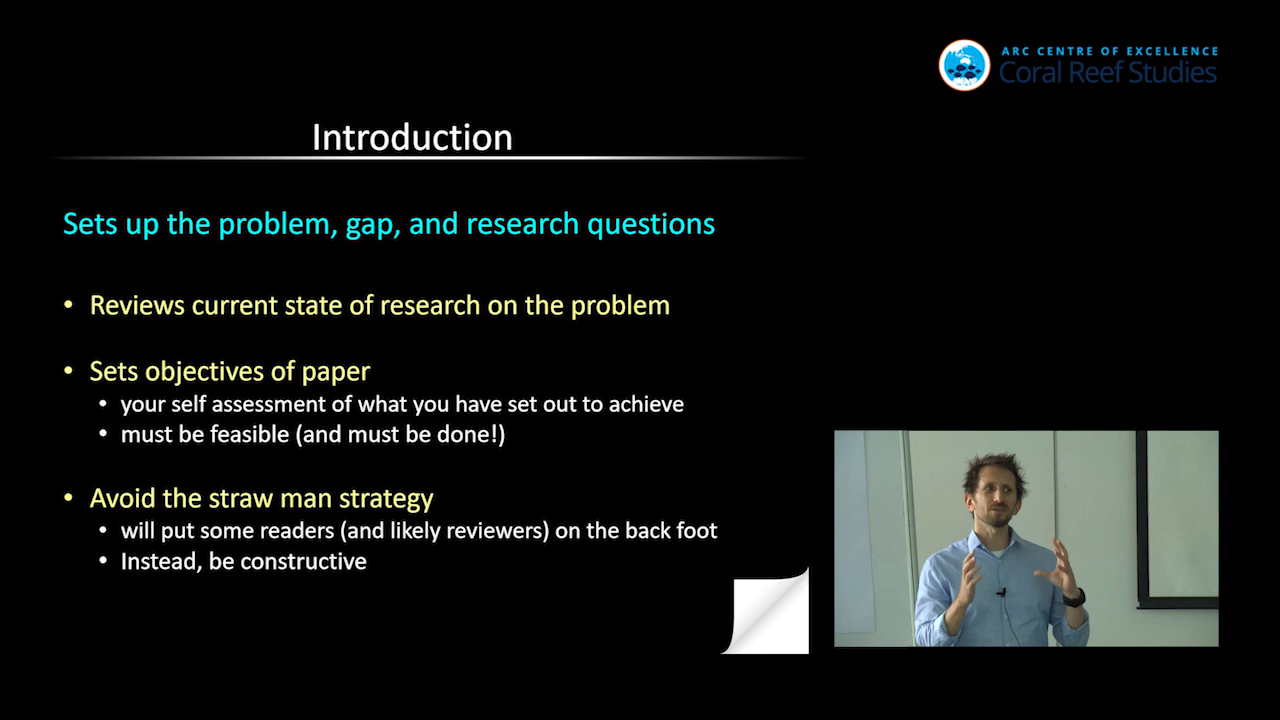 ARC CENTRE OF EXCELLENCE
Coral Reef Studies
Introduction
Sets up the problem, gap, and research questions
• Reviews current state of research on the problem
• Sets objectives of paper
• your self assessment of what you have set out to achieve
• must be feasible (and must be done!)
• Avoid the straw man strategy
• will put some readers (and likely reviewers) on the back foot
• Instead, be constructive